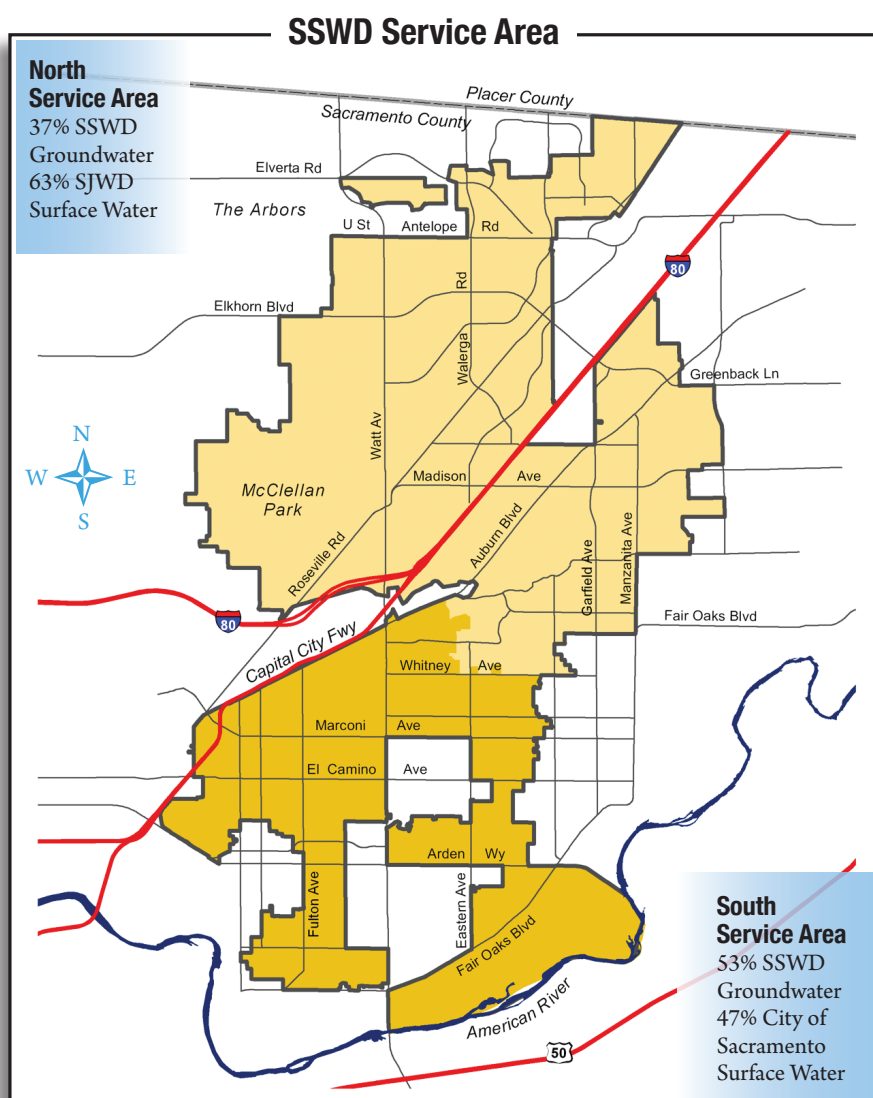 SSWD Service Area
North
Service Area
37% SSWD
Groundwater
63% SJWD
Surface Water
Placer County
Sacramento County
Elverta Rd
The Arbors
U St
Antelope
Rd
80
Rd
Elkhorn Blvd
Walerga
Greenback Ln
Watt Av
N
W
E
S
Madison
Ave
McClellan
Park
Auburn Blvd
Roseville Rd
Garfield Ave
Manzanita Ave
80
Fair Oaks Blvd
Capital City Fwy
Whitney
Ave
Marconi
Ave
El Camino
Ave
Arden
Wy
Fulton Ave
Eastern Ave
Fair Oaks Blvd
American River
50
South
Service Area
53% SSWD
Groundwater
47% City of
Sacramento
Surface Water